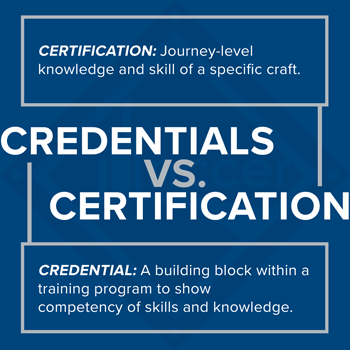 CERTIFICATION: Journey-level
knowledge and skill of a specific craft.
CREDENTIALS
VS.
CERTIFICATION
CREDENTIAL: A building block within a
training program to show
competency of skills and knowledge.